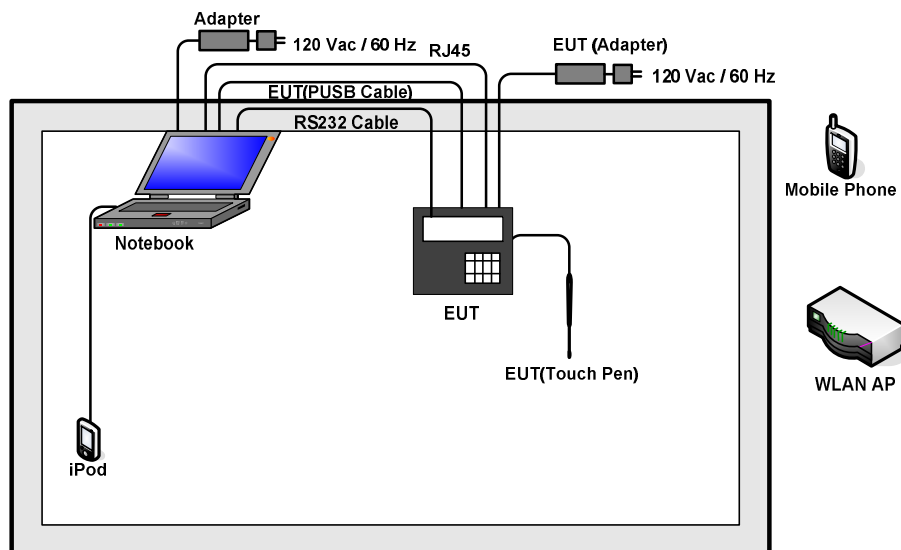 Adapter
120 Vac / 60 Hz
RJ45
EUT (Adapter)
120 Vac / 60 Hz
EUT(PUSB Cable)
RS232 Cable
Mobile Phone
Notebook
EUT
EUT(Touch Pen)
WLAN AP
iPod